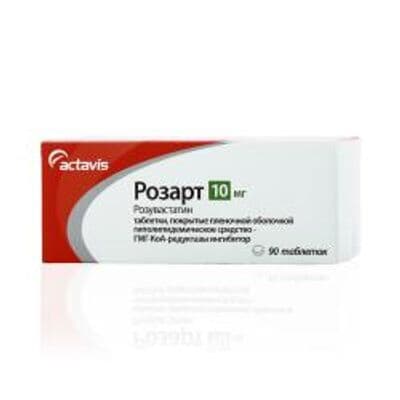 actavis
Розарт 10 мг
Розувастатин
таблетки, покрытые пленочной оболочкой
гиполипидемическое средство -
ГМГ-КоА-редуктазы ингибитор
90 таблеток